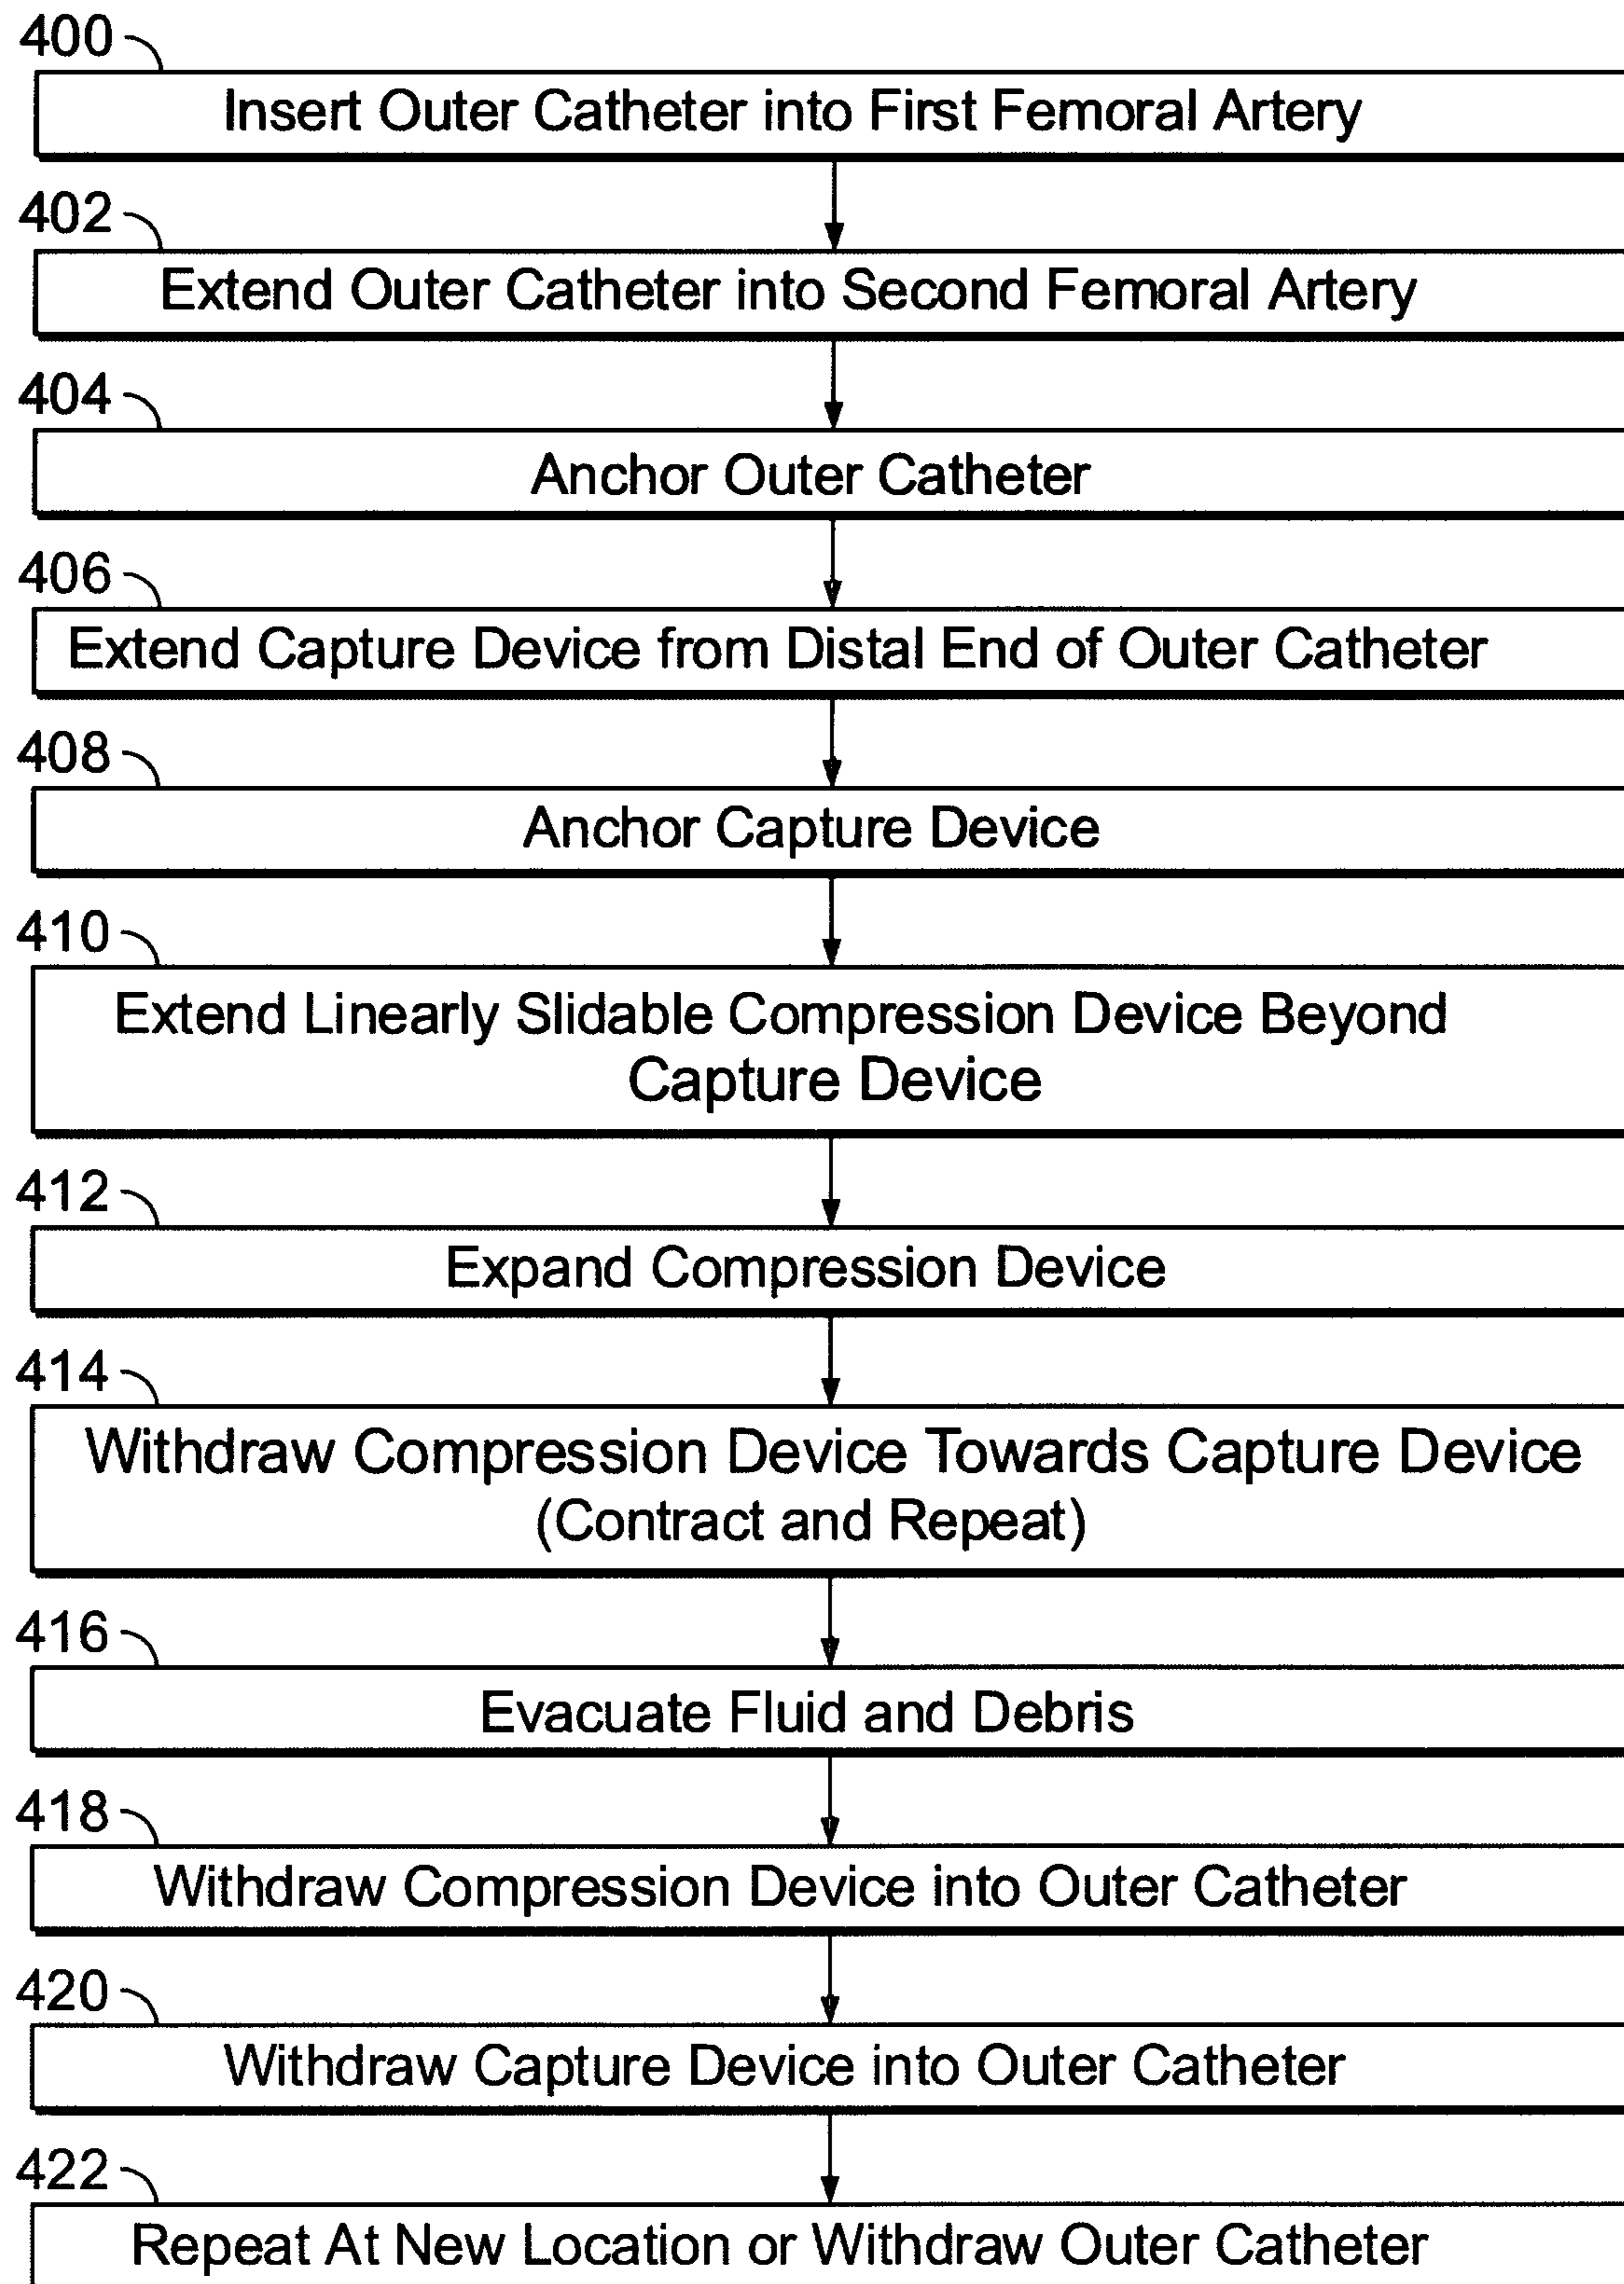 400
Insert Outer Catheter into First Femoral Artery
402
Extend Outer Catheter into Second Femoral Artery
404
Anchor Outer Catheter
406
Extend Capture Device from Distal End of Outer Catheter
408
Anchor Capture Device
410
Extend Linearly Slidable Compression Device Beyond
Capture Device
412
Expand Compression Device
414
Withdraw Compression Device Towards Capture Device
(Contract and Repeat)
416
Evacuate Fluid and Debris
418
Withdraw Compression Device into Outer Catheter
420
Withdraw Capture Device into Outer Catheter
422
Repeat At New Location or Withdraw Outer Catheter